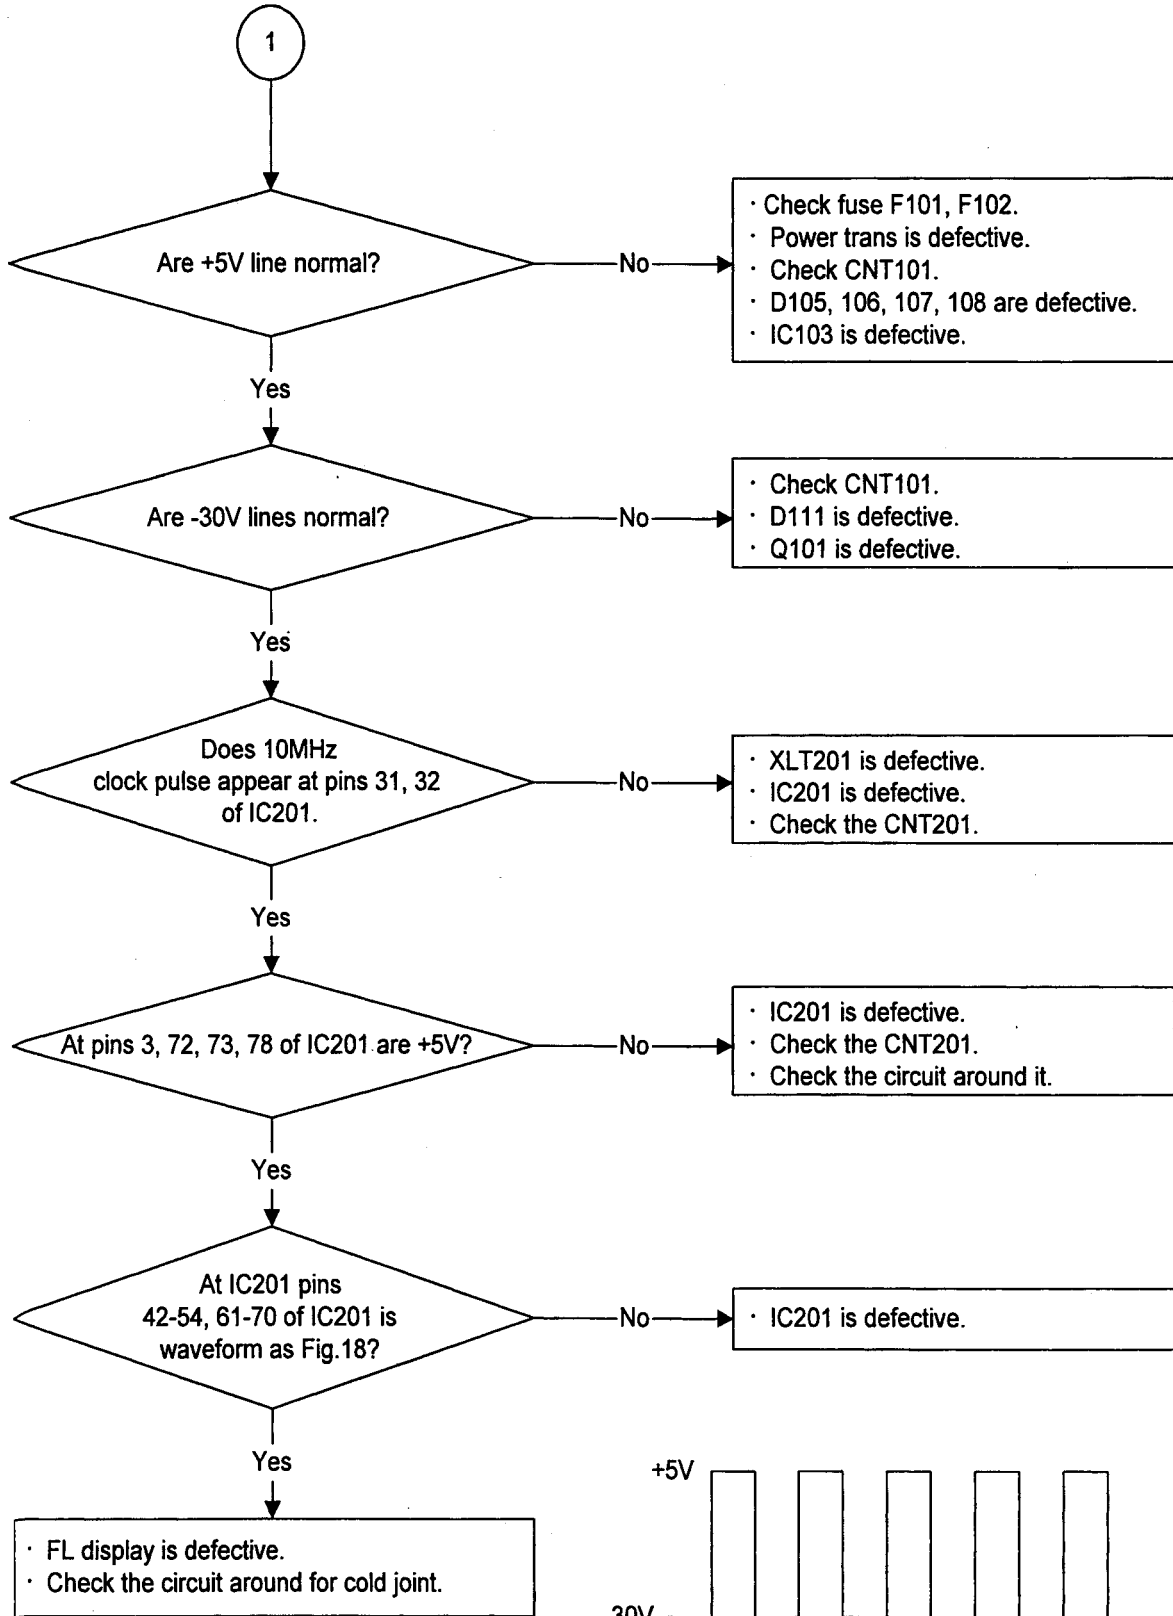 1
Are +5V line normal?
No
· Check fuse F101, F102.
· Power trans is defective.
· Check CNT101.
· D105, 106, 107, 108 are defective.
· IC103 is defective.
Yes
Are -30V lines normal?
No
· Check CNT101.
· D111 is defective.
· Q101 is defective.
Yes
Does 10MHz
clock pulse appear at pins 31, 32
of IC201.
No
· XLT201 is defective.
· IC201 is defective.
· Check the CNT201.
Yes
At pins 3, 72, 73, 78 of IC201 are +5V?
No
· IC201 is defective.
· Check the CNT201.
· Check the circuit around it.
Yes
At IC201 pins
42-54, 61-70 of IC201 is
waveform as Fig.18?
No
· IC201 is defective.
Yes
· FL display is defective.
· Check the circuit around for cold joint.
+5V
30V